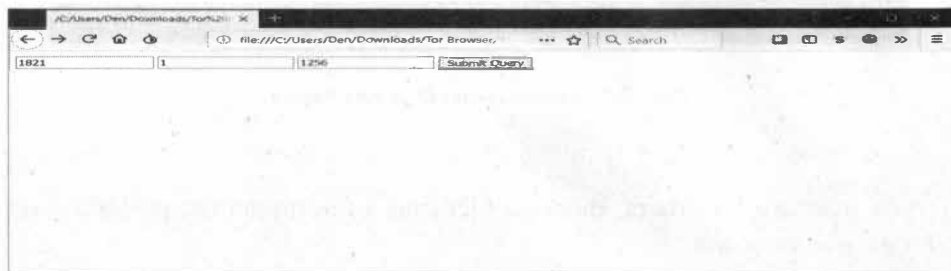 /C:/Users/Den/Downloads/Tor%20
file:///C:/Users/Den/Downloads/Tor Browser, ••• Search
1821 1 1256 Submit Query